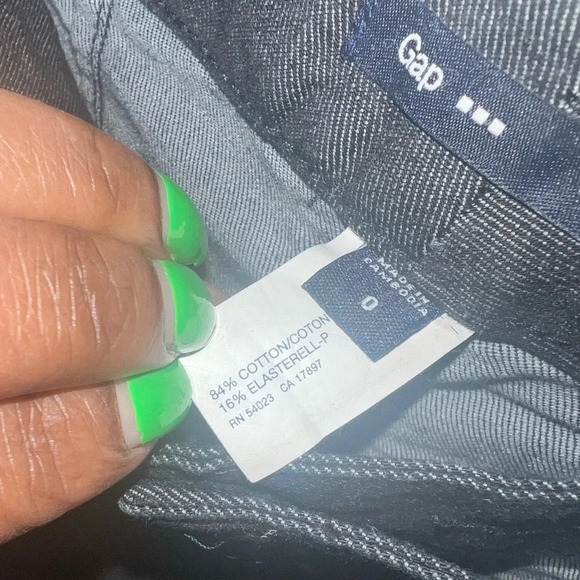 Gap
MADE IN
CAMBODIA
0
84% COTTON/COTON
16% ELASTERELL-P
RN 54023 CA 17897